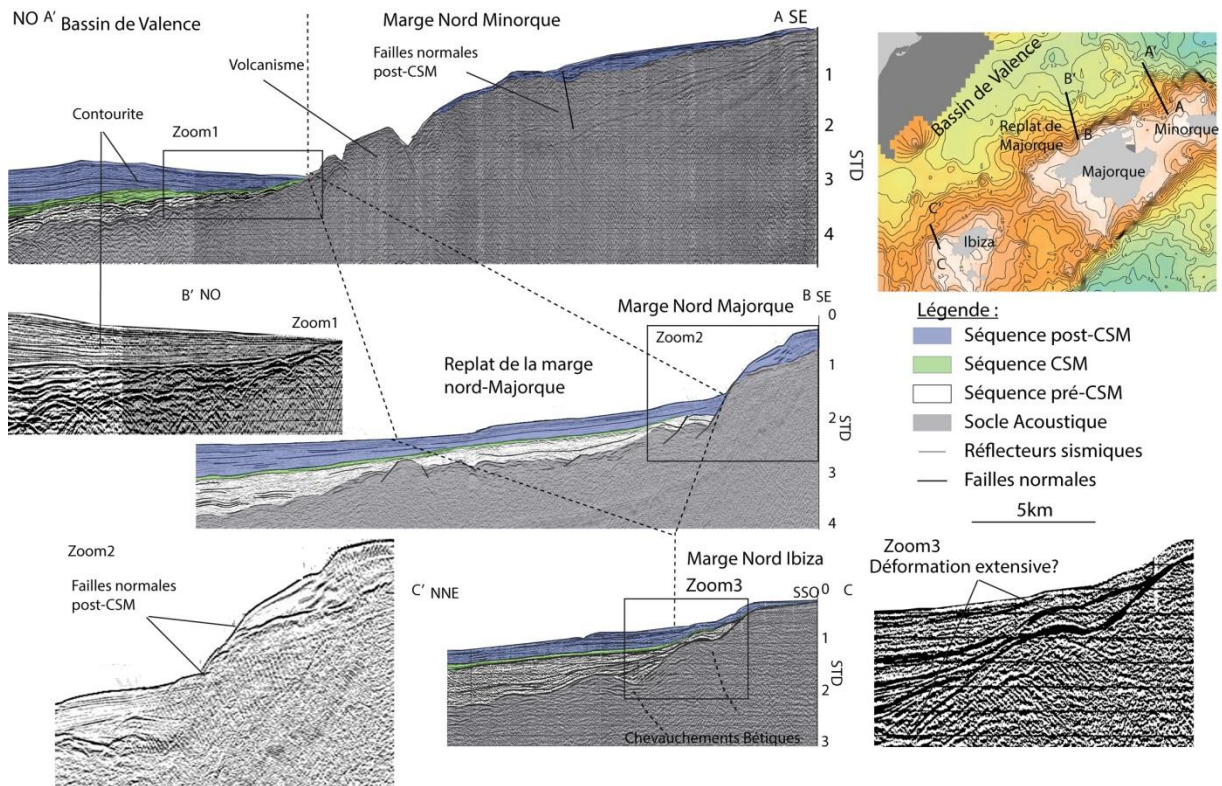 NO A' Bassin de Valence
Marge Nord Minorque
A SE
Volcanisme
Failles normales
post-CSM
Contourite
Zoom1
1
2
3
4
STD
B' NO
Zoom1
Marge Nord Majorque
B SE
0
Zoom2
Replat de la marge
nord-Majorque
1
2
3
4
STD
Zoom2
Failles normales
post-CSM
C' NNE
Marge Nord Ibiza
Zoom3
SSO
0
C
1
2
3
STD
Chevauchements Bétiques
A'
B'
Bassin de Valence
Replat de
Majorque
B
A
Minorque
Majorque
C'
Ibiza
C
Légende :
Séquence post-CSM
Séquence CSM
Séquence pré-CSM
Socle Acoustique
Réflecteurs sismiques
Failles normales
5km
Zoom3
Déformation extensive?